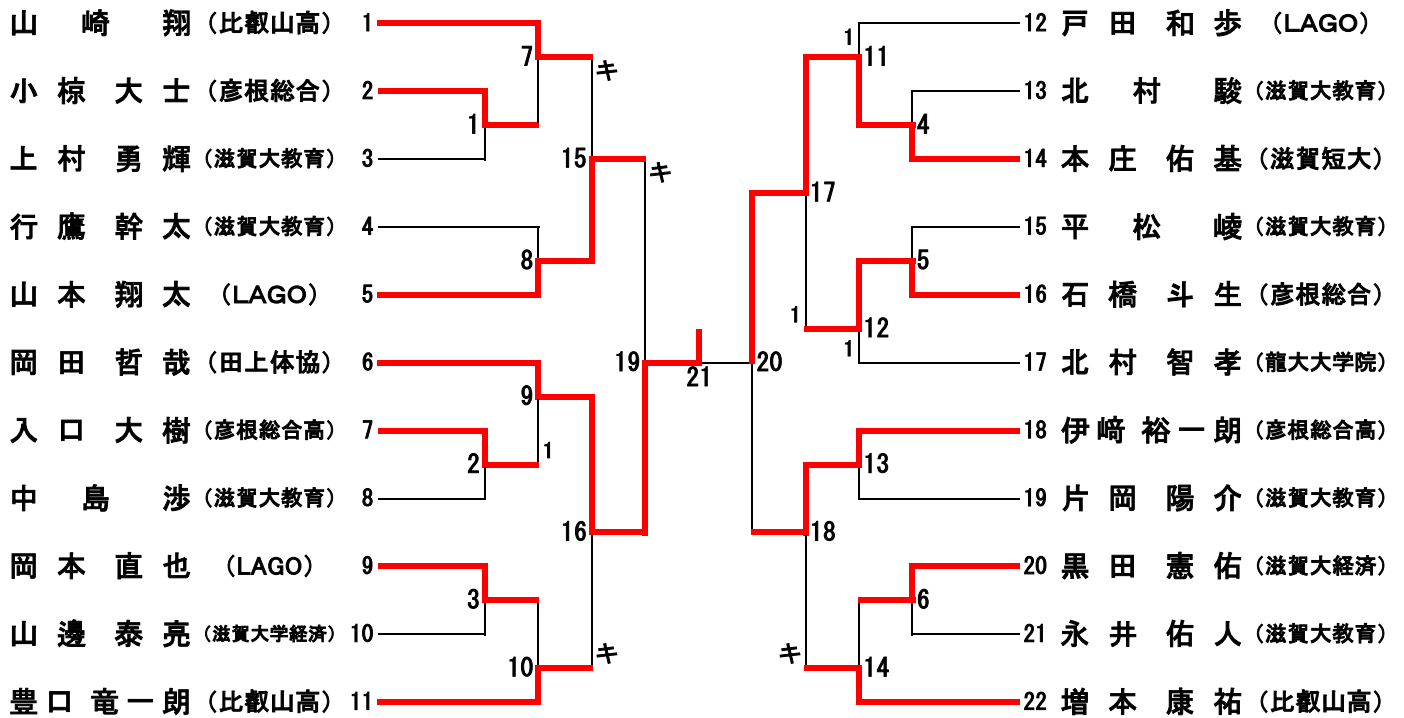 山崎翔（比叡山高） 1
小椋大士（彦根総合） 2
上村勇輝（滋賀大教育） 3
行鷹幹太（滋賀大教育） 4
山本翔太（LAGO） 5
岡田哲哉（田上体協） 6
入口大樹（彦根総合高） 7
中島渉（滋賀大教育） 8
岡本直也（LAGO） 9
山邊泰亮（滋賀大学経済） 10
豊口竜一朗（比叡山高） 11
7
キ
1
15
キ
8
19
9
2
1
16
3
10
キ
21
1
11
4
17
5
1
12
1
20
13
18
6
キ
14
12 戸田和歩（LAGO）
13 北村駿（滋賀大教育）
14 本庄佑基（滋賀短大）
15 平松崚（滋賀大教育）
16 石橋斗生（彦根総合）
17 北村智孝（龍大大学院）
18 伊﨑裕一朗（彦根総合高）
19 片岡陽介（滋賀大教育）
20 黒田憲佑（滋賀大経済）
21 永井佑人（滋賀大教育）
22 増本康祐（比叡山高）